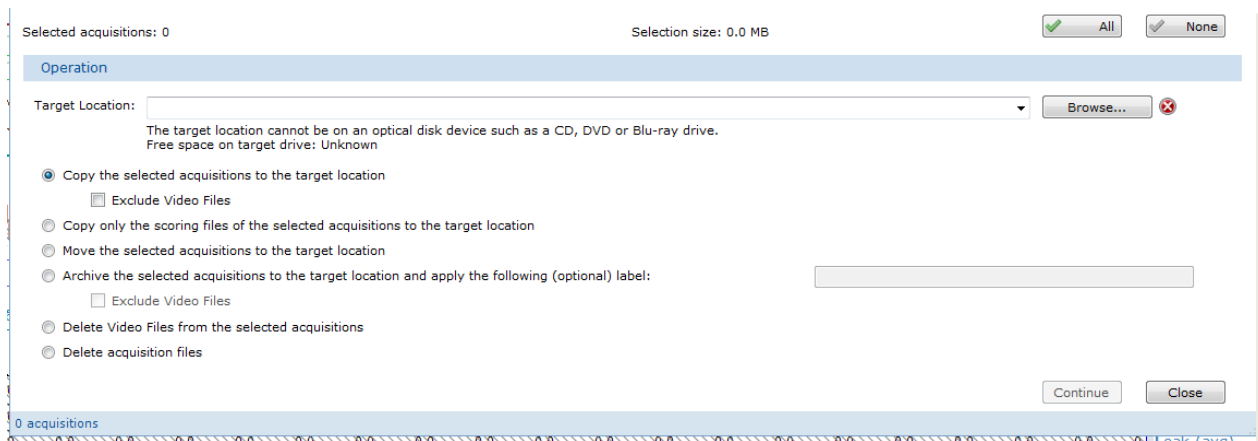 Selected acquisitions: 0 Selection size: 0.0 MB All None
Operation
Target Location: Browse...
The target location cannot be on an optical disk device such as a CD, DVD or Blu-ray drive.
Free space on target drive: Unknown
Copy the selected acquisitions to the target location
Exclude Video Files
Copy only the scoring files of the selected acquisitions to the target location
Move the selected acquisitions to the target location
Archive the selected acquisitions to the target location and apply the following (optional) label:
Exclude Video Files
Delete Video Files from the selected acquisitions
Delete acquisition files
Continue Close
0 acquisitions